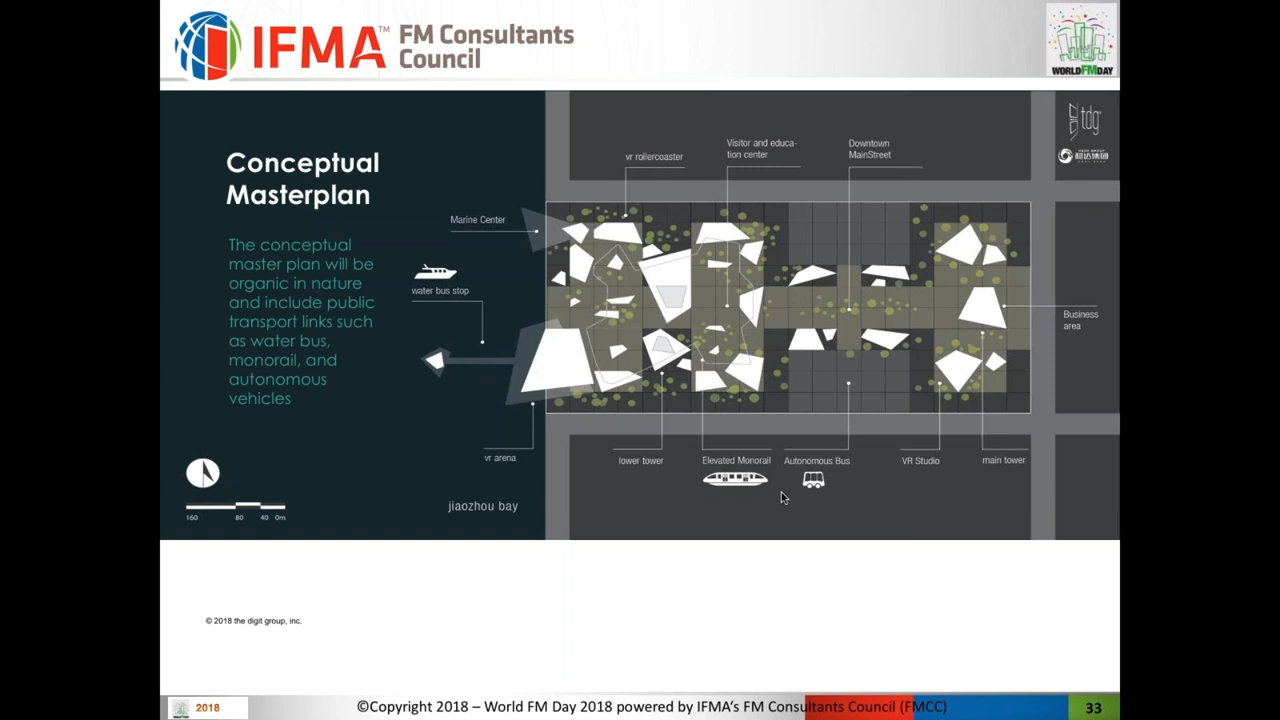 IFMA™ FM Consultants
Council
WORLDFMDAY
Conceptual
Masterplan
The conceptual
master plan will be
organic in nature
and include public
transport links such
as water bus,
monorail, and
autonomous
vehicles
160 80 40 0m
Marine Center
water bus stop
vr arena
jiaozhou bay
vr rollercoaster
Visitor and educa-
tion center
Downtown
MainStreet
Business
area
lower tower
Elevated Monorail
Autonomous Bus
VR Studio
main tower
tdg
© 2018 the digit group, inc.
2018
©Copyright 2018 – World FM Day 2018 powered by IFMA‘s FM Consultants Council (FMCC)
33